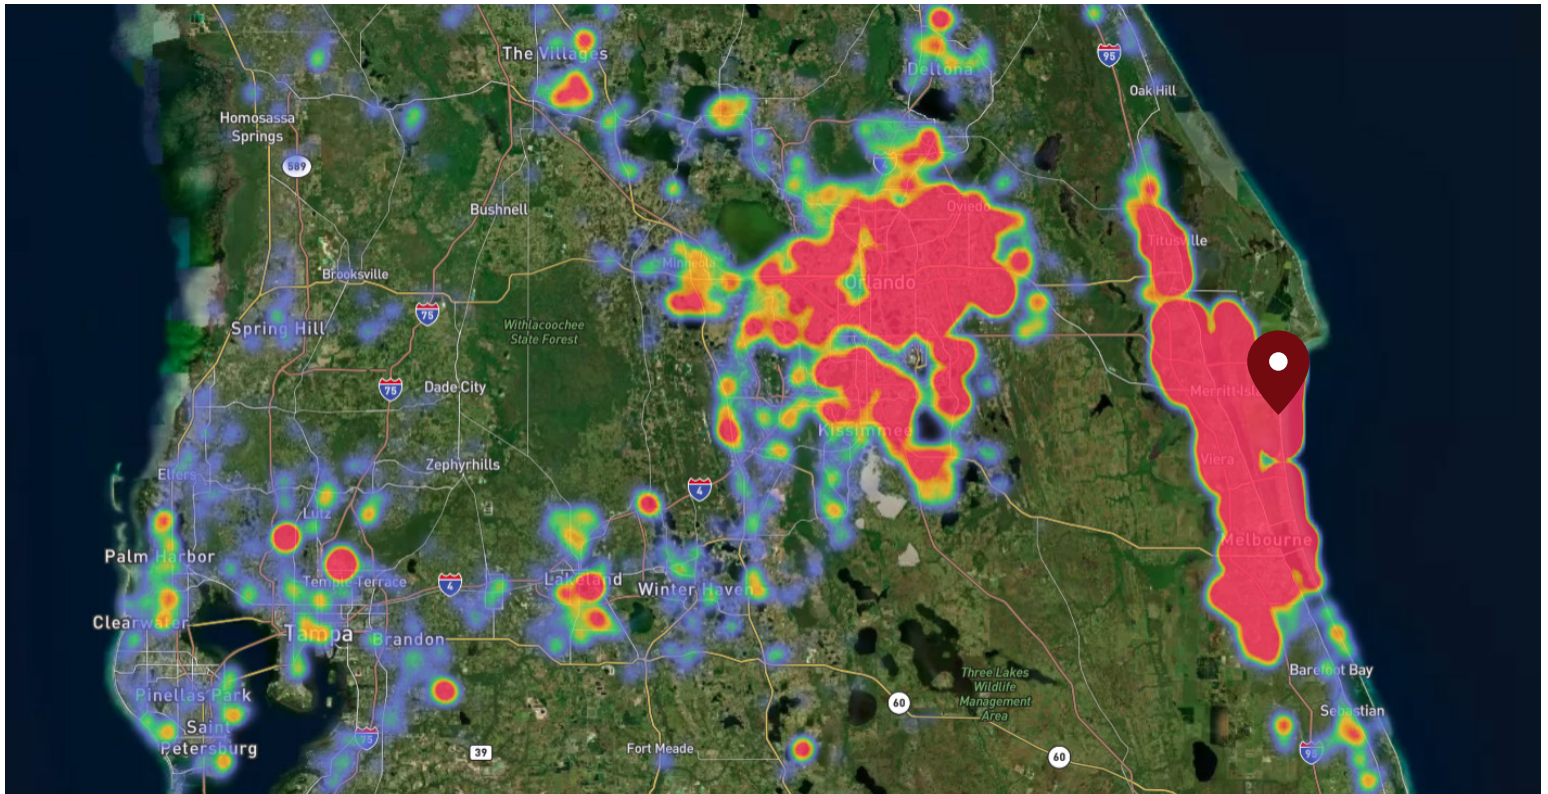 The Villages
Deltona
95
Oak Hill
Homosassa
Springs
589
4
Bushnell
Oviedo
Titusville
Minneola
Brooksville
Orlando
75
Spring Hill
Withlacoochee
State Forest
75
Dade City
Merritt Isl
Kissimmee
Viera
Zephyrhills
Elfers
4
Lutz
Palm Harbor
Melbourne
Temple Terrace
4
Lakeland
Winter Haven
Clearwater
Tampa
Brandon
Barefoot Bay
Three Lakes
Wildlife
Management
Area
Pinellas Park
60
Sebastian
Saint
Petersburg
75
39
Fort Meade
60
95